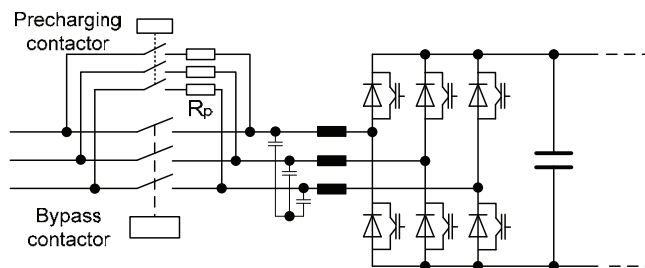 Precharging
contactor
Rp
Bypass
contactor